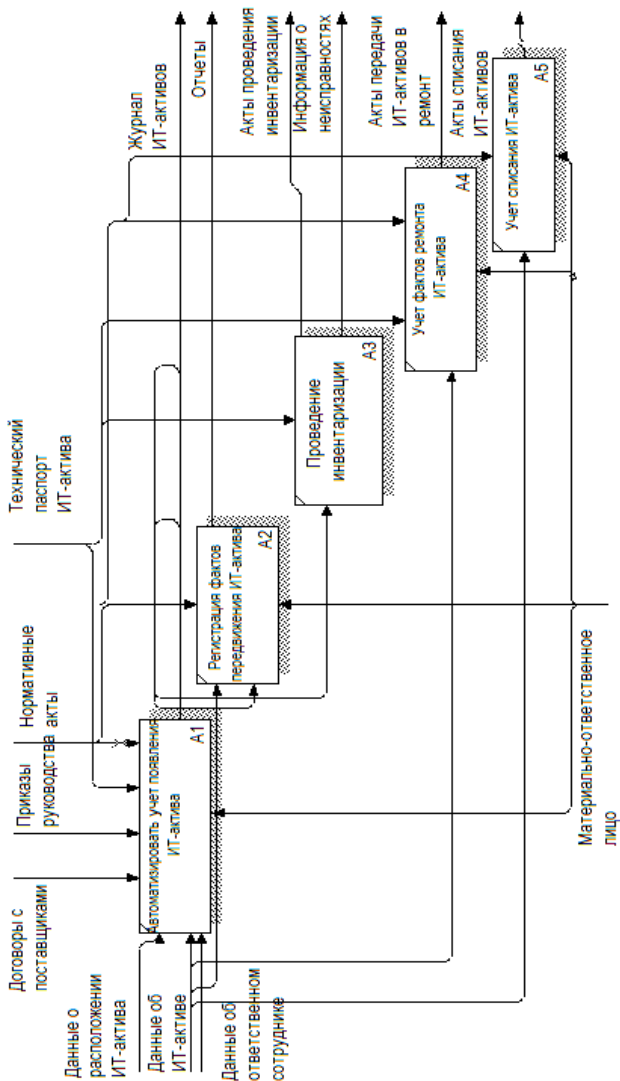 Договоры с
поставщиками
Приказы
руководства
Нормативные
акты
Технический
паспорт
ИТ-актива
Журнал
ИТ-активов
Отчеты
Акты проведения
инвентаризации
Информация о
неисправностях
Акты передачи
ИТ-активов в
ремонт
Акты списания
ИТ-активов
Данные о
расположении
ИТ-актива
Данные об
ИТ-активе
Данные об
ответственном
сотруднике
Автоматизировать учет появления
ИТ-актива
A1
Регистрация фактов
передвижения ИТ-актива
A2
Проведение
инвентаризации
A3
Учет фактов ремонта
ИТ-актива
A4
Учет списания ИТ-актива
A5
Материально-ответственное
лицо